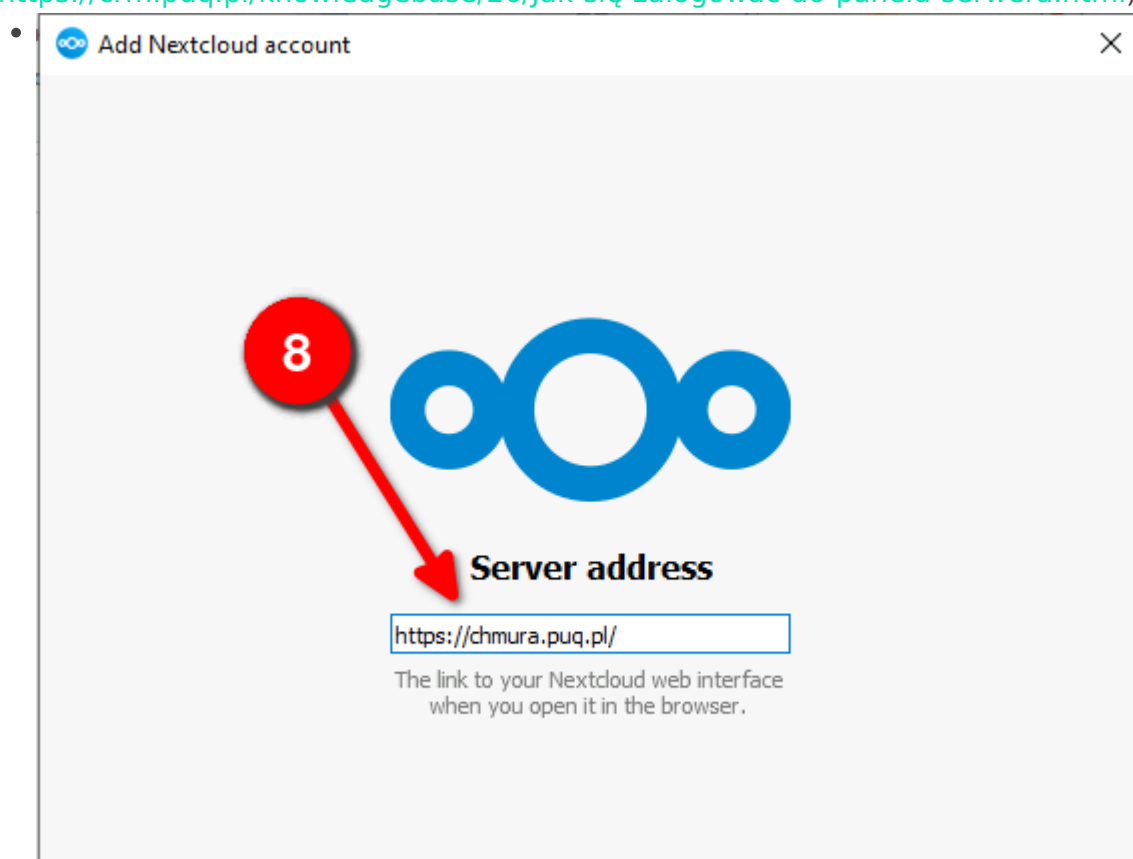 Add Nextcloud account
8
Server address
https://chmura.puq.pl/
The link to your Nextcloud web interface
when you open it in the browser.